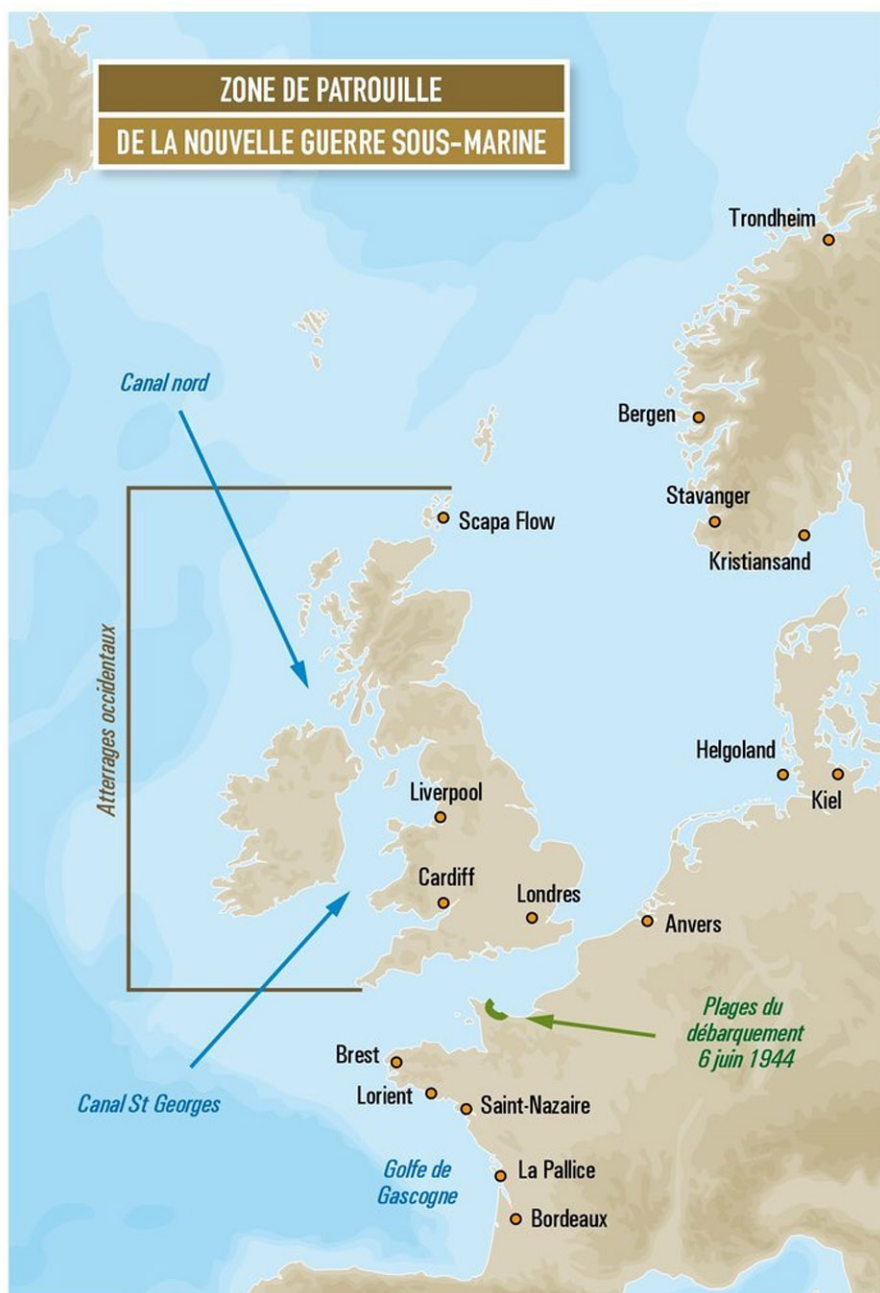 ZONE DE PATROUILLE
DE LA NOUVELLE GUERRE SOUS-MARINE
Trondheim
Canal nord
Bergen
Stavanger
Scapa Flow
Kristiansand
Atterrages occidentaux
Helgoland
Kiel
Liverpool
Cardiff
Londres
Anvers
Plages du
débarquement
6 juin 1944
Brest
Lorient
Canal St Georges
Saint-Nazaire
Golfe de
Gascogne
La Pallice
Bordeaux